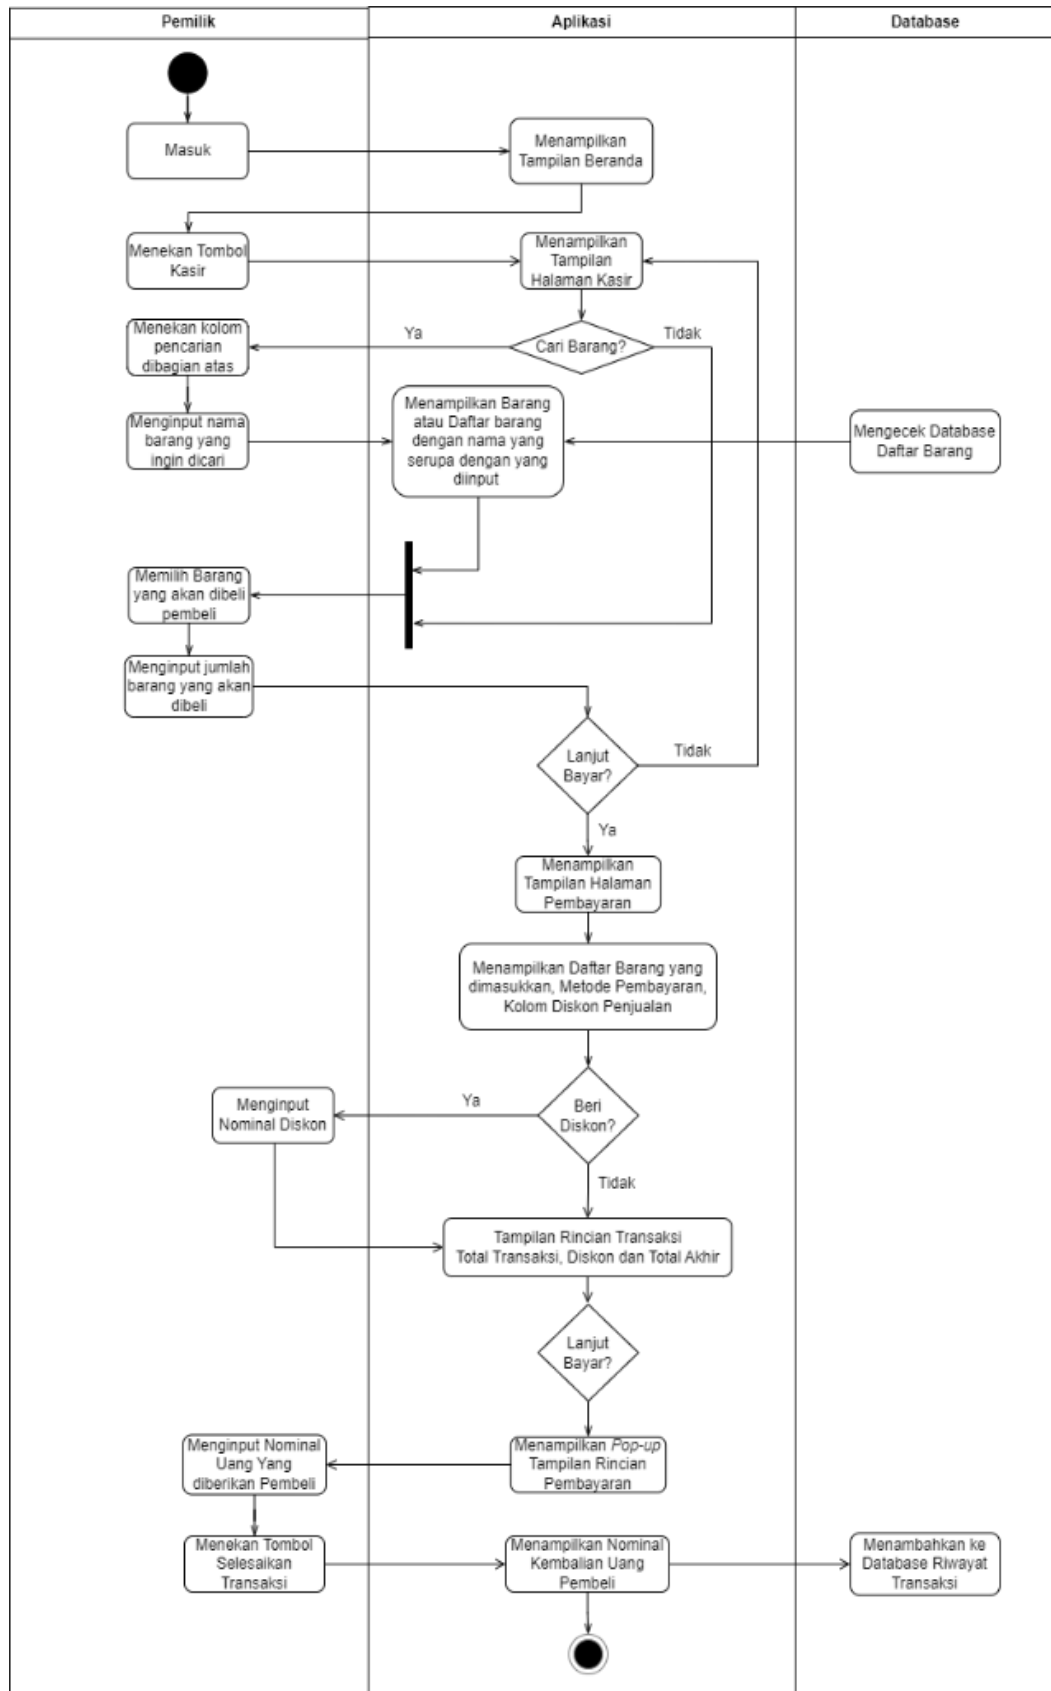 Pemilik
Aplikasi
Database
Masuk
Menampilkan
Tampilan Beranda
Menekan Tombol
Kasir
Menampilkan
Tampilan
Halaman Kasir
Menekan kolom
pencarian
dibagian atas
Ya
Cari Barang?
Tidak
Menginput nama
barang yang
ingin dicari
Menampilkan Barang
atau Daftar barang
dengan nama yang
serupa dengan yang
diinput
Mengecek Database
Daftar Barang
Memilih Barang
yang akan dibeli
pembeli
Menginput jumlah
barang yang akan
dibeli
Lanjut
Bayar?
Tidak
Ya
Menampilkan
Tampilan Halaman
Pembayaran
Menampilkan Daftar Barang yang
dimasukkan, Metode Pembayaran,
Kolom Diskon Penjualan
Menginput
Nominal Diskon
Ya
Beri
Diskon?
Tidak
Tampilan Rincian Transaksi
Total Transaksi, Diskon dan Total Akhir
Lanjut
Bayar?
Menginput Nominal
Uang Yang
diberikan Pembeli
Menampilkan Pop-up
Tampilan Rincian
Pembayaran
Menekan Tombol
Selesaikan
Transaksi
Menampilkan Nominal
Kembalian Uang
Pembeli
Menambahkan ke
Database Riwayat
Transaksi